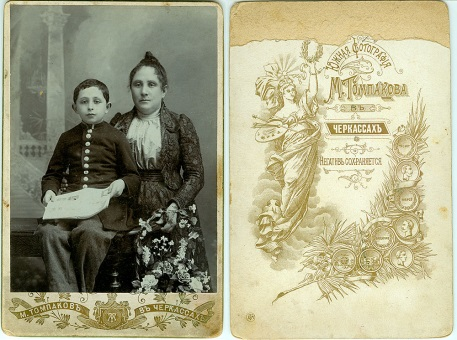 М. ТОМПАКОВЪ
ВЪ ЧЕРКАССАХЪ.
ЮЖНАЯ ФОТОГРАФІЯ
М. ТОМПАКОВА
ВЪ
ЧЕРКАССАХЪ
НЕГАТИВЪ СОХРАНЯЕТСЯ.